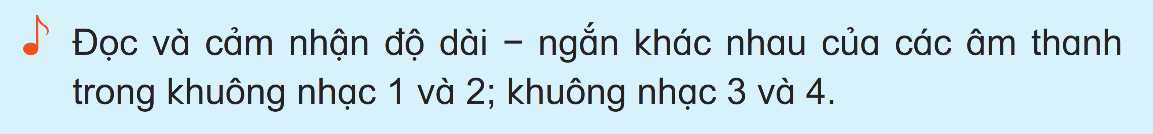 Đọc và cảm nhận độ dài – ngắn khác nhau của các âm thanh
trong khuông nhạc 1 và 2; khuông nhạc 3 và 4.